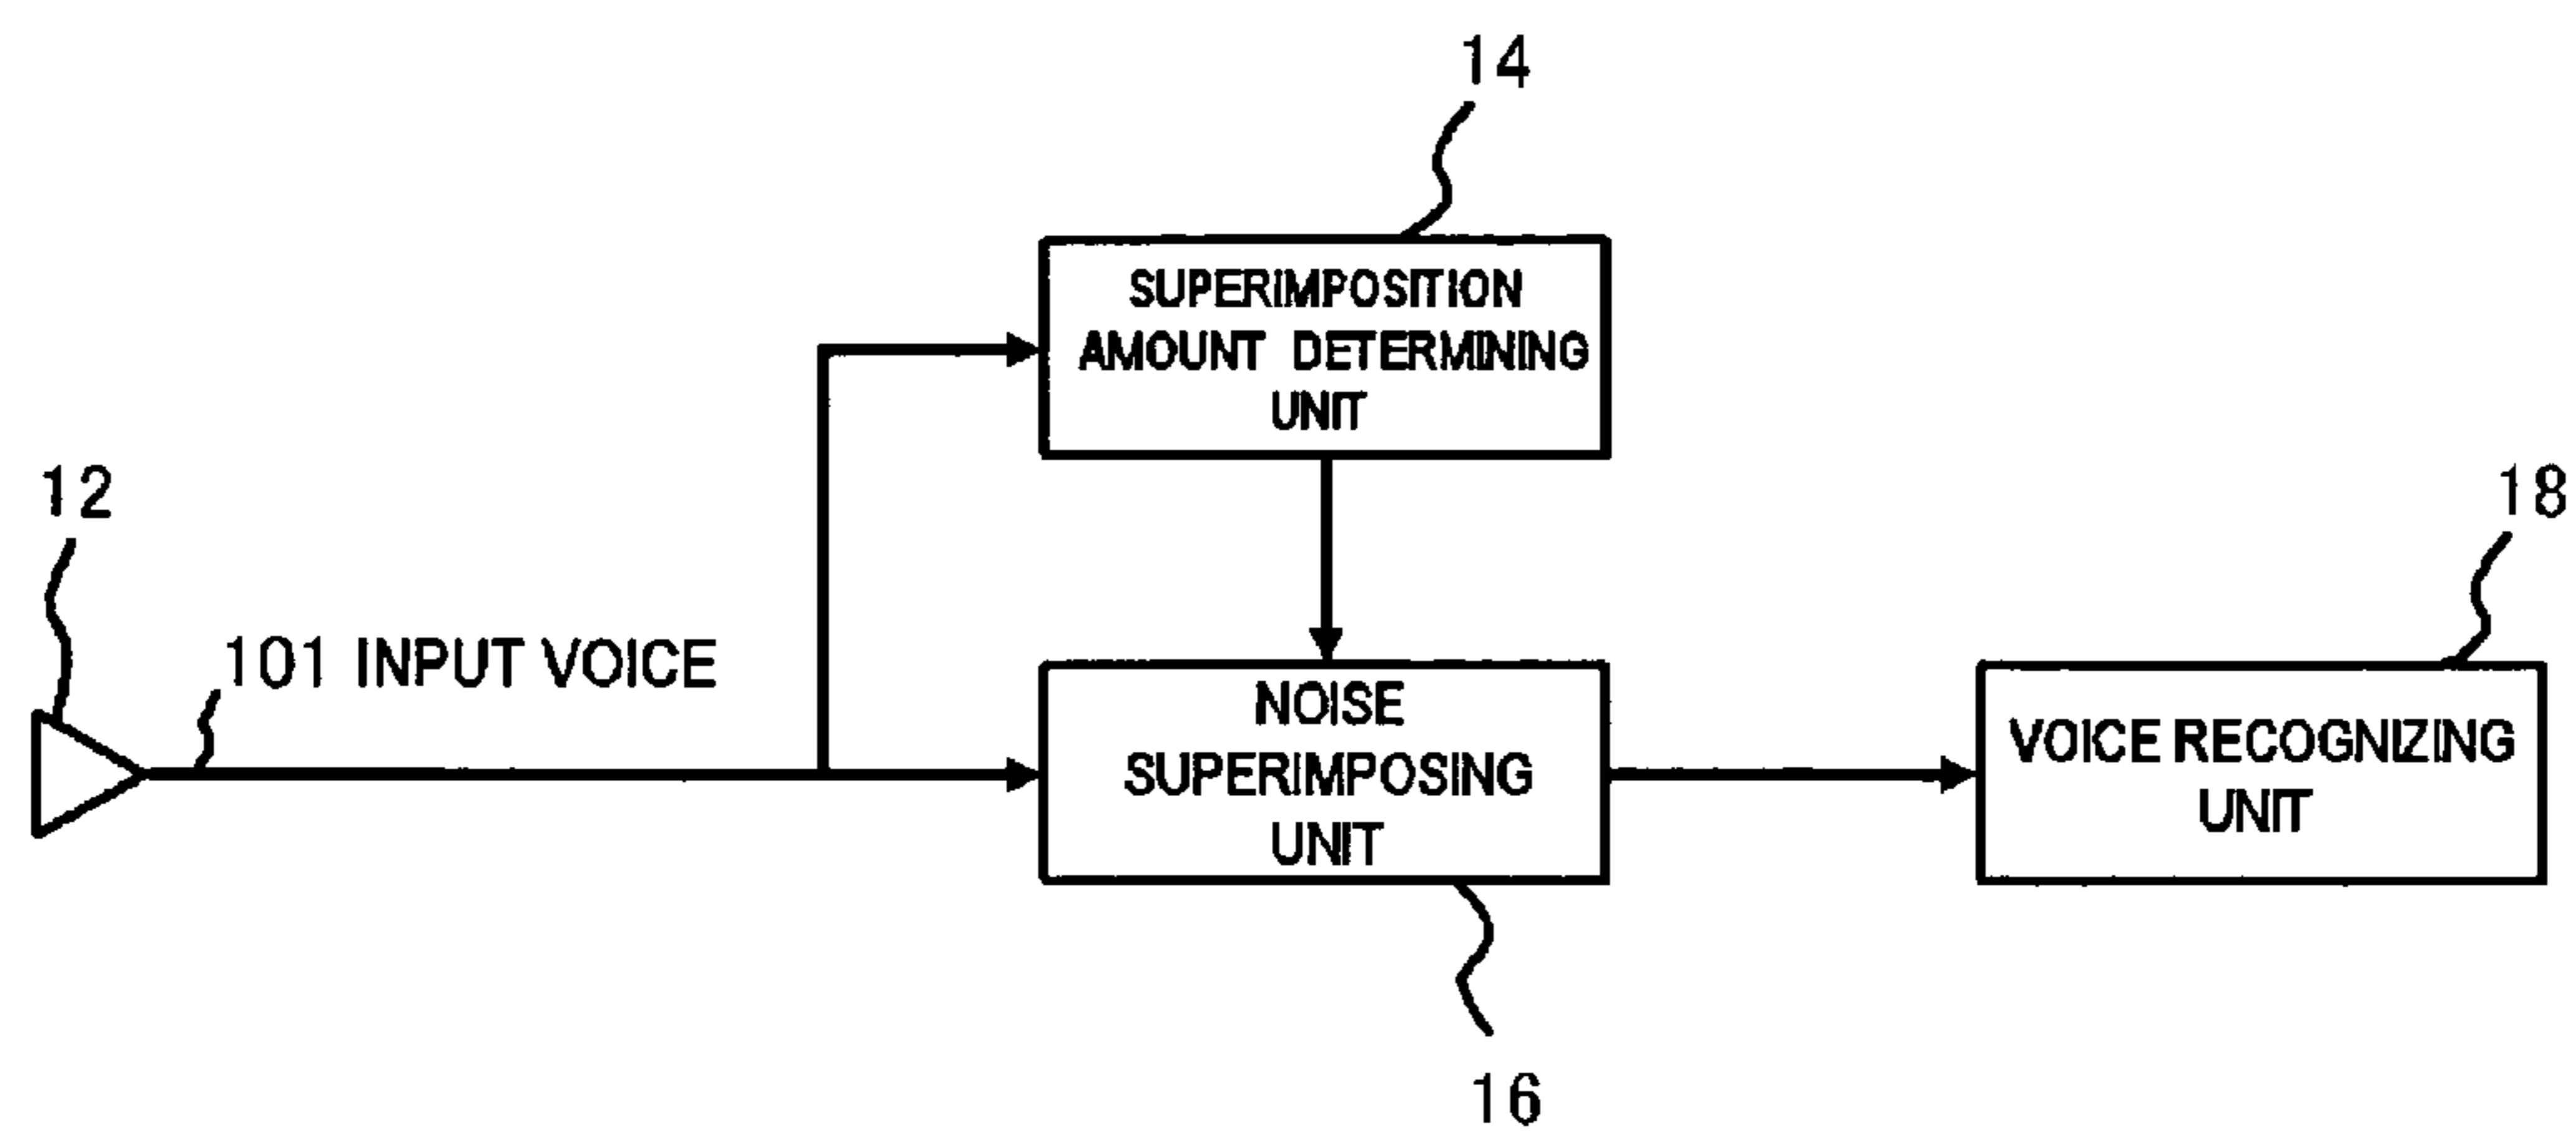 14
SUPERIMPOSITION
AMOUNT DETERMINING
UNIT
12
18
101 INPUT VOICE
NOISE
SUPERIMPOSING
UNIT
VOICE RECOGNIZING
UNIT
16